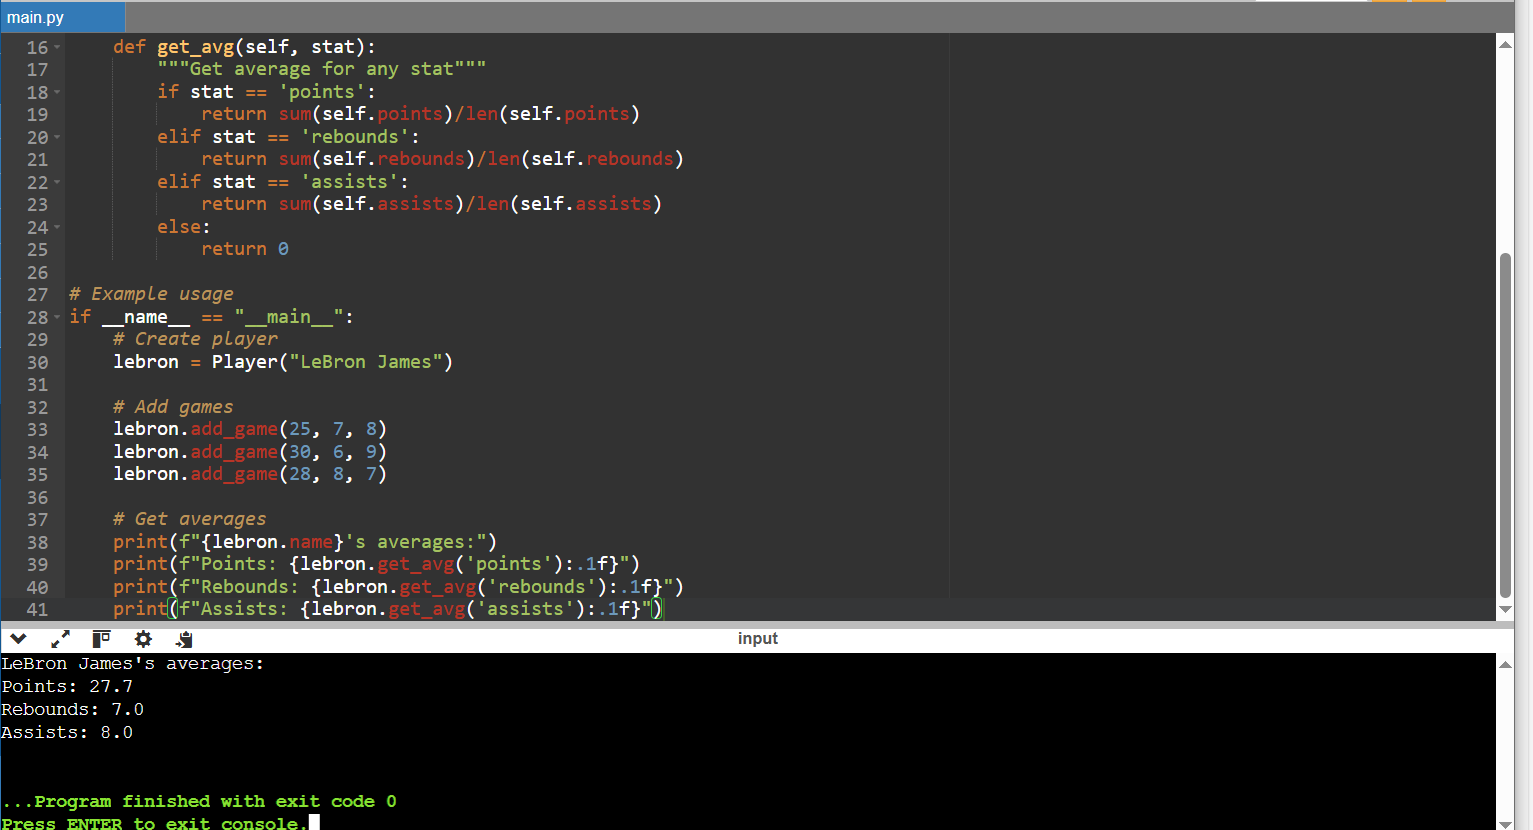 main.py
16 def get_avg(self, stat):
17 """Get average for any stat"""
18 if stat == 'points':
19 return sum(self.points)/len(self.points)
20 elif stat == 'rebounds':
21 return sum(self.rebounds)/len(self.rebounds)
22 elif stat == 'assists':
23 return sum(self.assists)/len(self.assists)
24 else:
25 return 0
26
27 # Example usage
28 if __name__ == "__main__":
29 # Create player
30 lebron = Player("LeBron James")
31
32 # Add games
33 lebron.add_game(25, 7, 8)
34 lebron.add_game(30, 6, 9)
35 lebron.add_game(28, 8, 7)
36
37 # Get averages
38 print(f"{lebron.name}'s averages:")
39 print(f"Points: {lebron.get_avg('points'):.1f}")
40 print(f"Rebounds: {lebron.get_avg('rebounds'):.1f}")
41 print(f"Assists: {lebron.get_avg('assists'):.1f}")
input
LeBron James's averages:
Points: 27.7
Rebounds: 7.0
Assists: 8.0
...Program finished with exit code 0
Press ENTER to exit console.